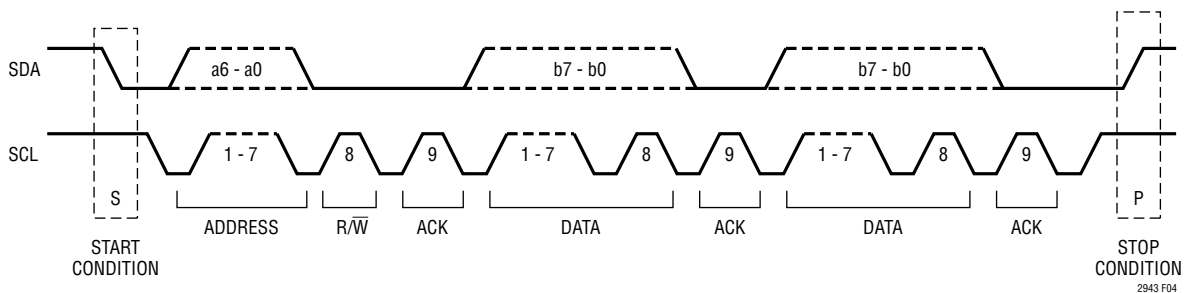 SDA
a6 - a0
b7 - b0
b7 - b0
SCL
1 - 7
8
9
1 - 7
8
9
1 - 7
8
9
S
P
ADDRESS
R/W̅
ACK
DATA
ACK
DATA
ACK
START
CONDITION
STOP
CONDITION
2943 F04